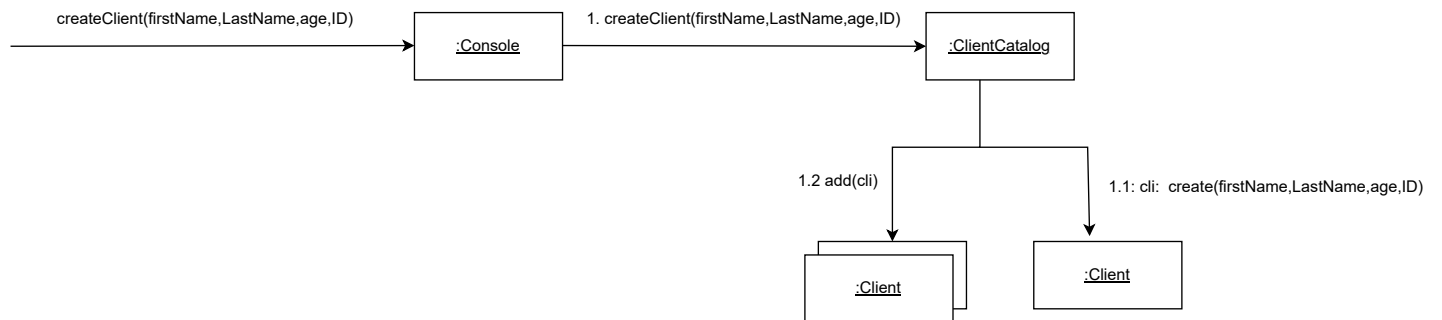 createClient(firstName,LastName,age,ID)
:Console
1. createClient(firstName,LastName,age,ID)
:ClientCatalog
1.2 add(cli)
1.1: cli:  create(firstName,LastName,age,ID)
:Client
:Client